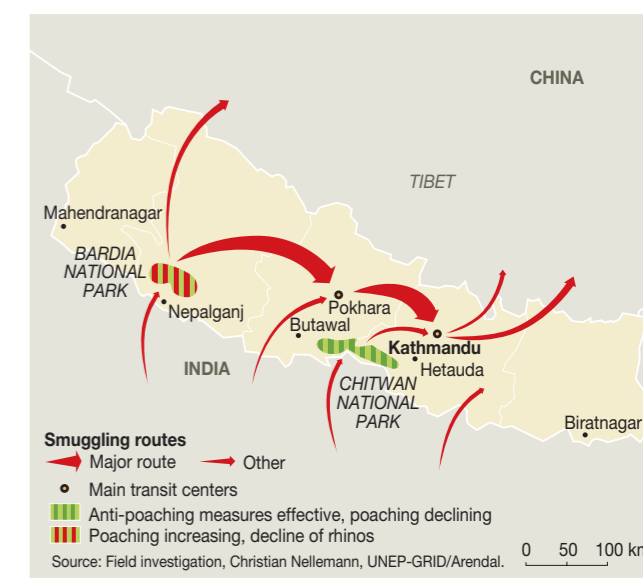 CHINA
TIBET
Mahendranagar
BARDIA
NATIONAL
PARK
Nepalganj
Pokhara
Butawal
Kathmandu
INDIA
Hetauda
CHITWAN
NATIONAL
PARK
Biratnagar
Smuggling routes
Major route
Other
Main transit centers
Anti-poaching measures effective, poaching declining
Poaching increasing, decline of rhinos
Source: Field investigation, Christian Nellemann, UNEP-GRID/Arendal.
0 50 100 km